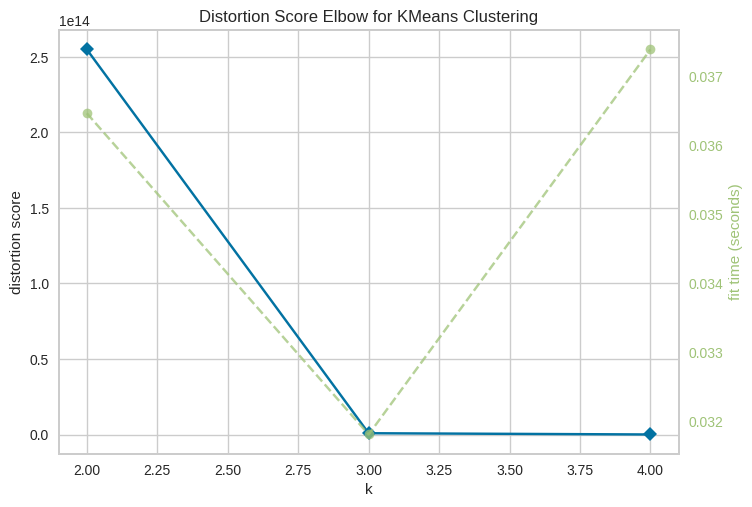 Distortion Score Elbow for KMeans Clustering
1e14
2.5
2.0
1.5
1.0
0.5
0.0
distortion score
0.037
0.036
0.035
0.034
0.033
0.032
fit time (seconds)
2.00 2.25 2.50 2.75 3.00 3.25 3.50 3.75 4.00
k